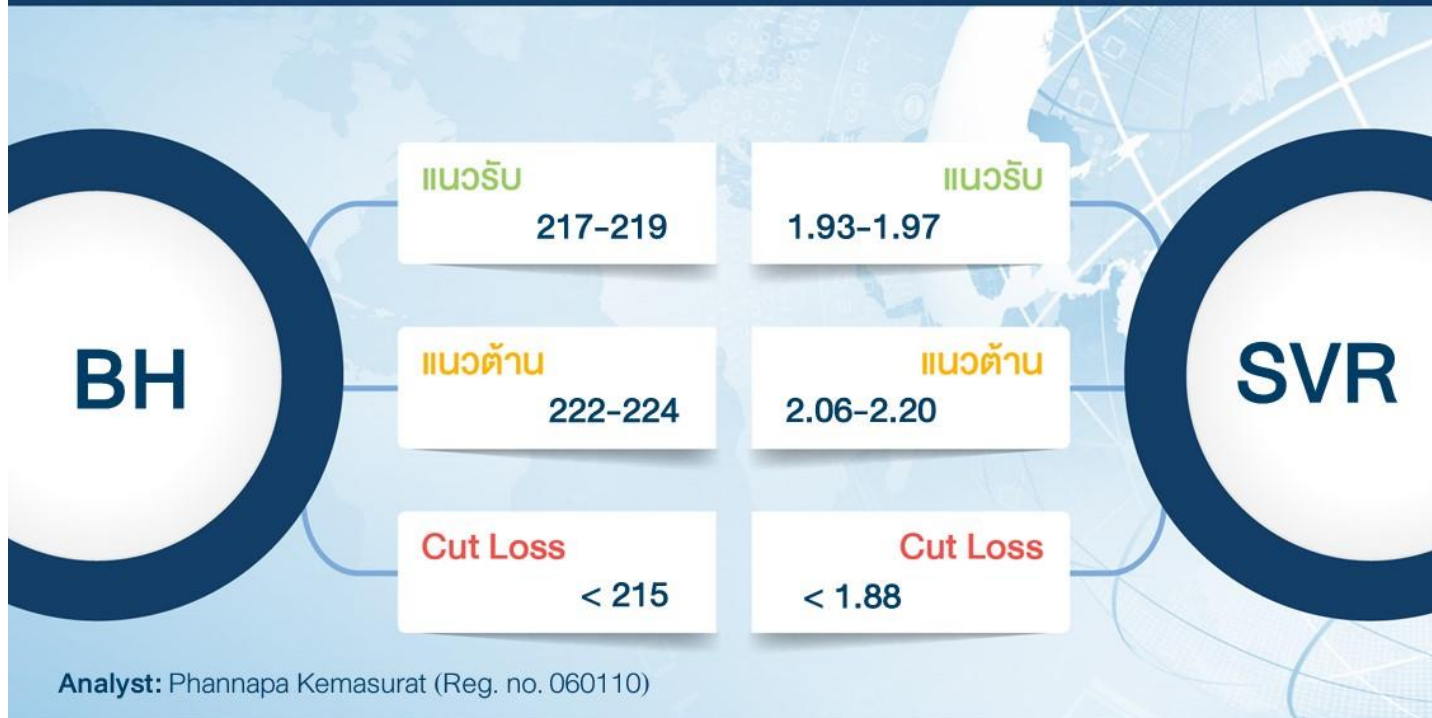 BH
แนวรับ
217-219
แนวต้าน
222-224
Cut Loss
< 215
SVR
แนวรับ
1.93-1.97
แนวต้าน
2.06-2.20
Cut Loss
< 1.88
Analyst: Phannapa Kemasurat (Reg. no. 060110)